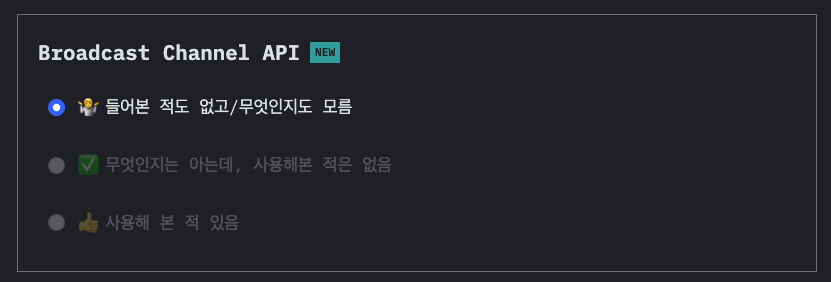 Broadcast Channel API NEW
🤷 들어본 적도 없고/무엇인지도 모름
✅ 무엇인지는 아는데, 사용해본 적은 없음
👍 사용해 본 적 있음